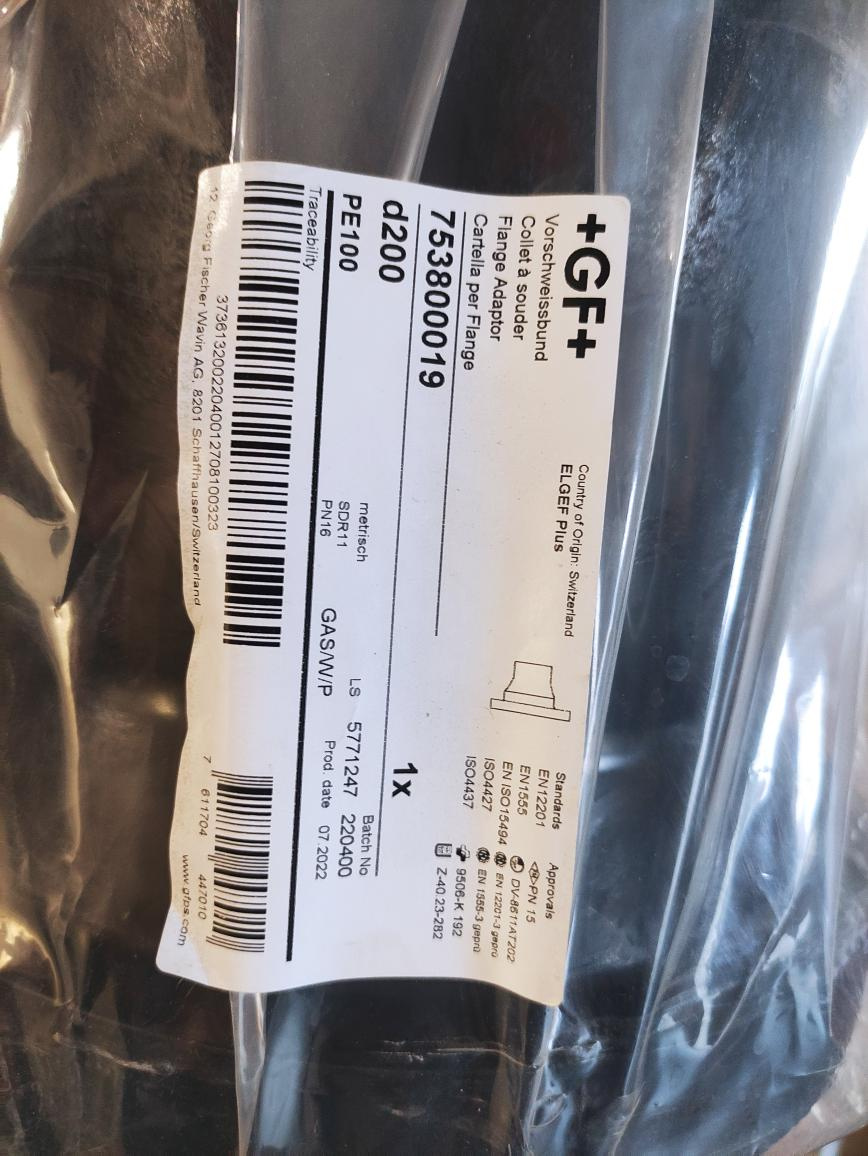 +GF+
Vorschweissbund
Collet à souder
Flange Adaptor
Cartella per Flange
Country of Origin: Switzerland
ELGEF Plus
Standards
EN12201
EN1555
EN ISO15494
ISO4427
ISO4437
Approvals
PN 15
DV-8611AT202
EN 12201-3 geprü
EN 1555-3 geprü
9506-K 192
Z-40.23-282
753800019
d200
1x
PE100
metrisch
SDR11
PN16
GAS/W/P
LS 5771247
Batch No
220400
Prod. date 07.2022
Traceability
37361320022040012708100323
12 Georg Fischer Wavin AG, 8201 Schaffhausen/Switzerland
7 611704 447010
www.gfps.com